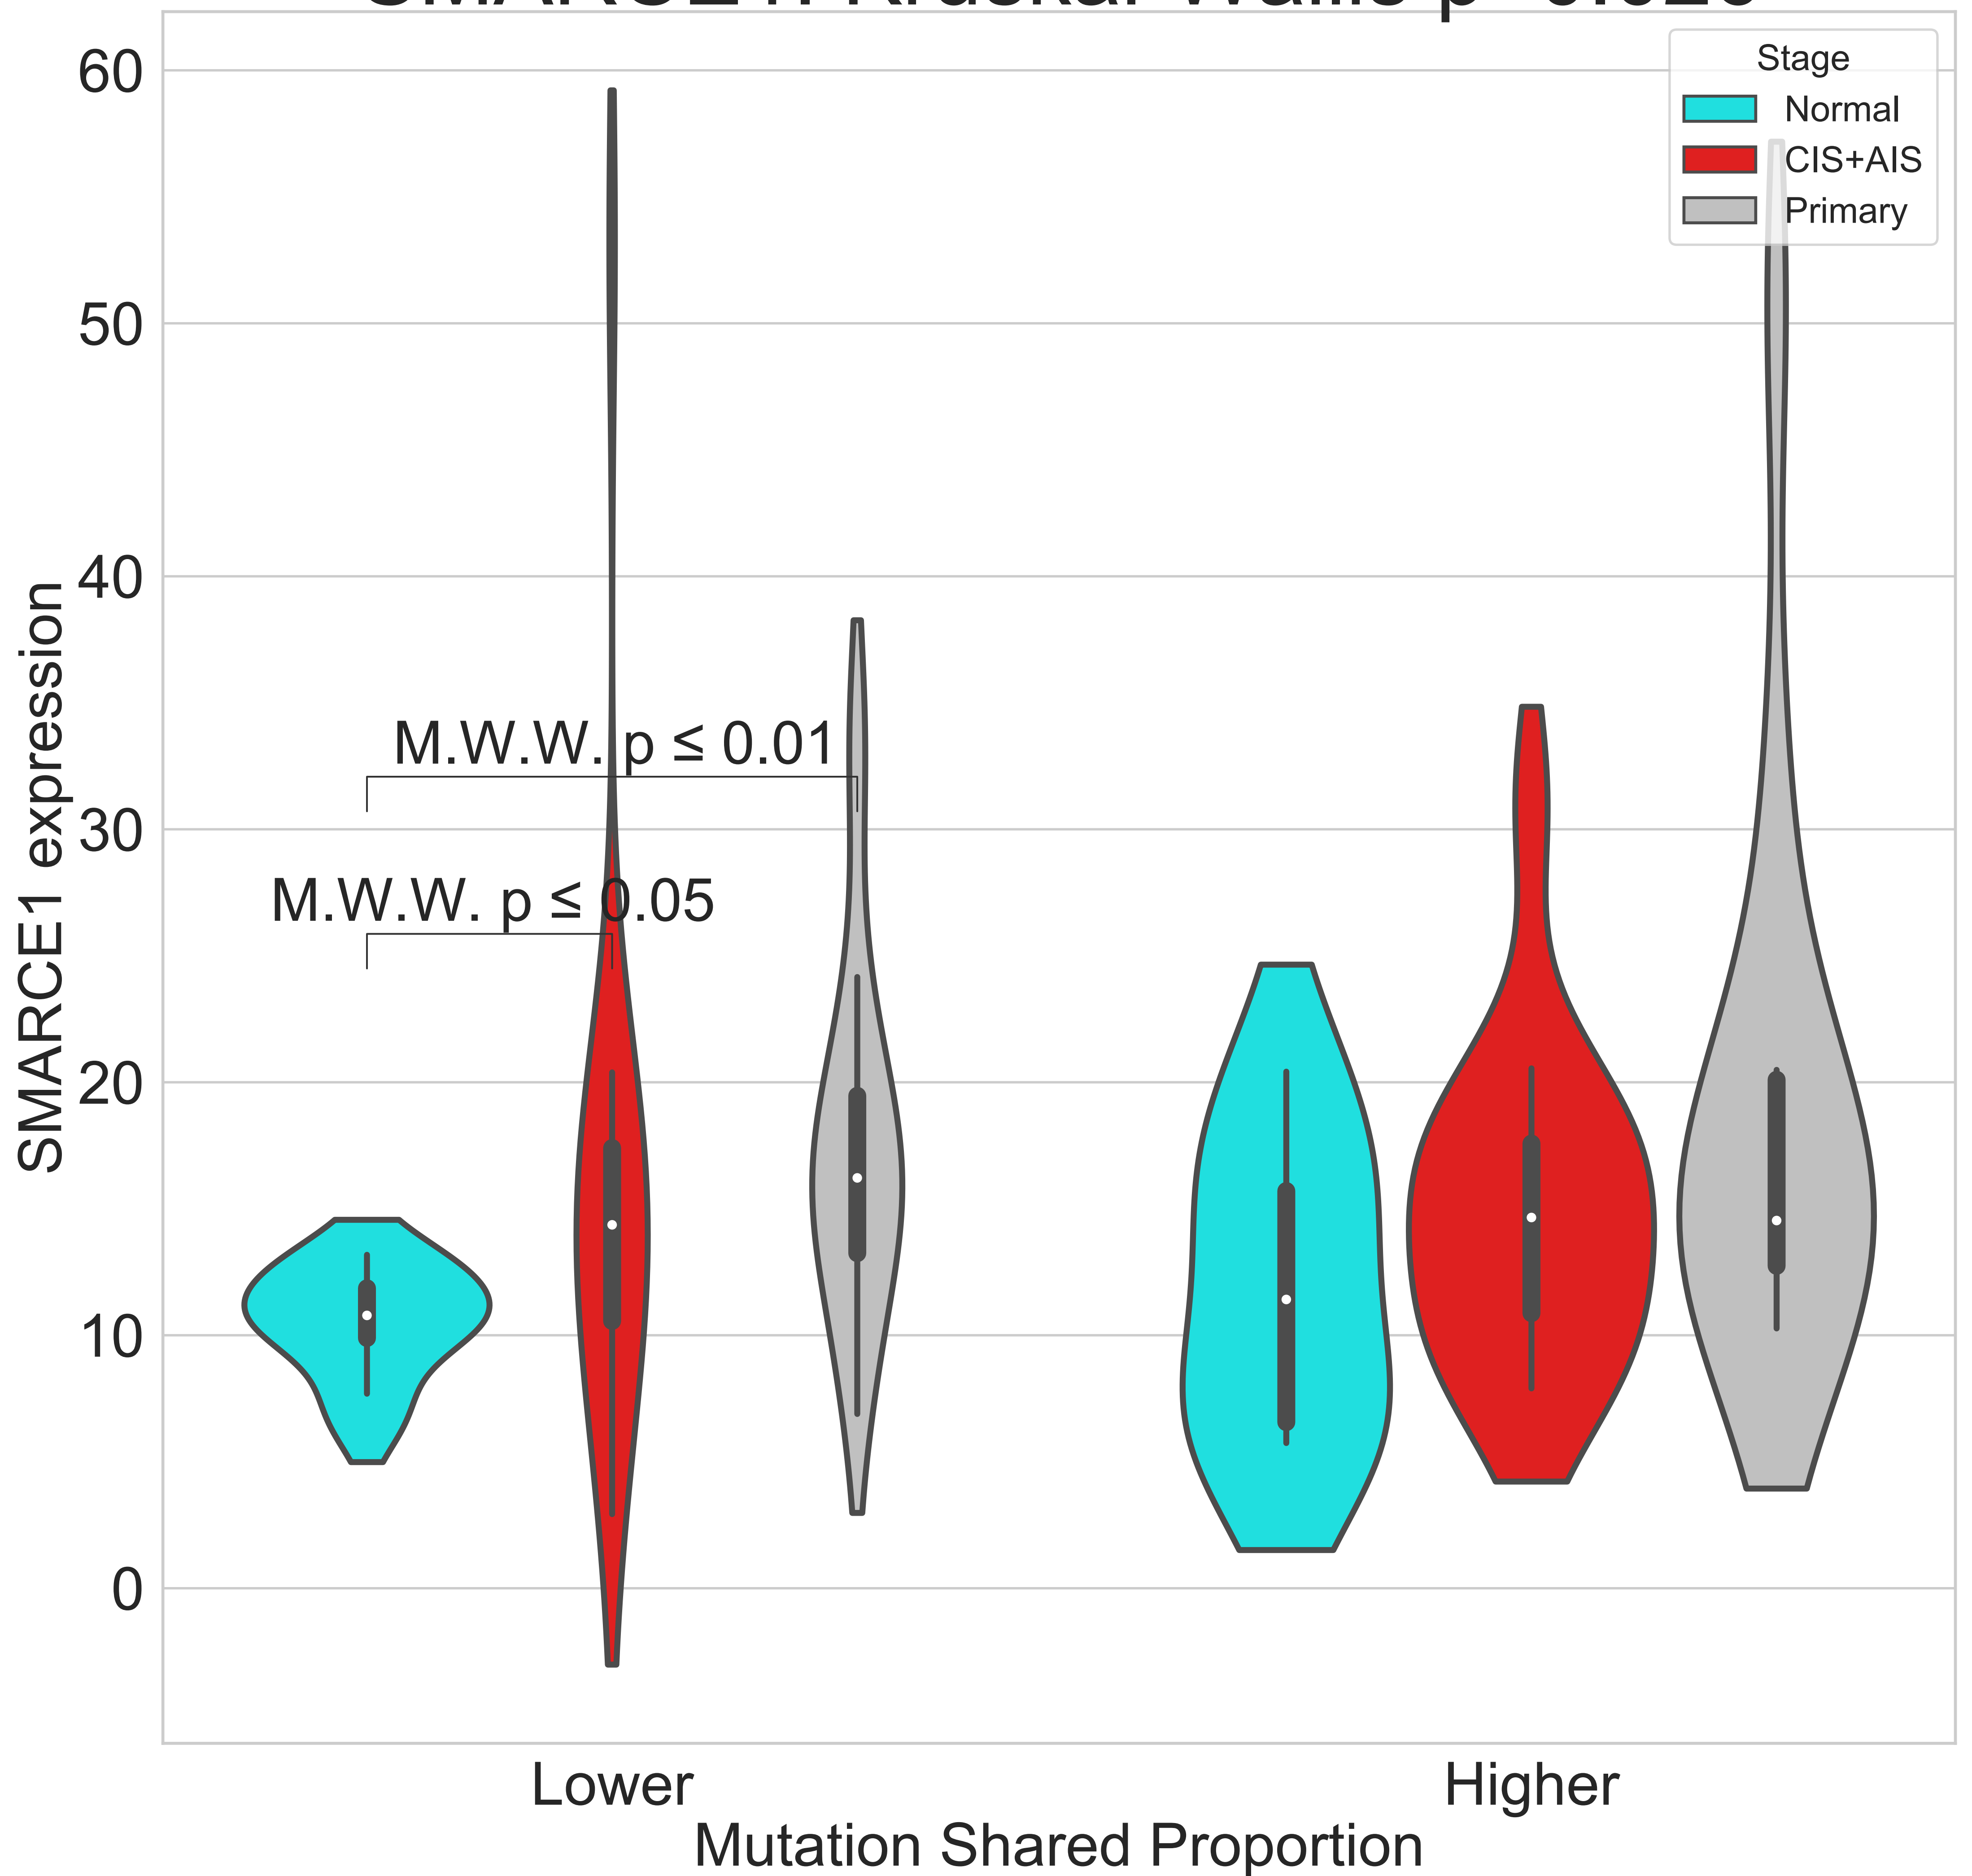 Stage
Normal
CIS+AIS
Primary
60
50
40
30
20
10
0
SMARCE1 expression
M.W.W. p ≤ 0.01
M.W.W. p ≤ 0.05
Lower
Higher
Mutation Shared Proportion